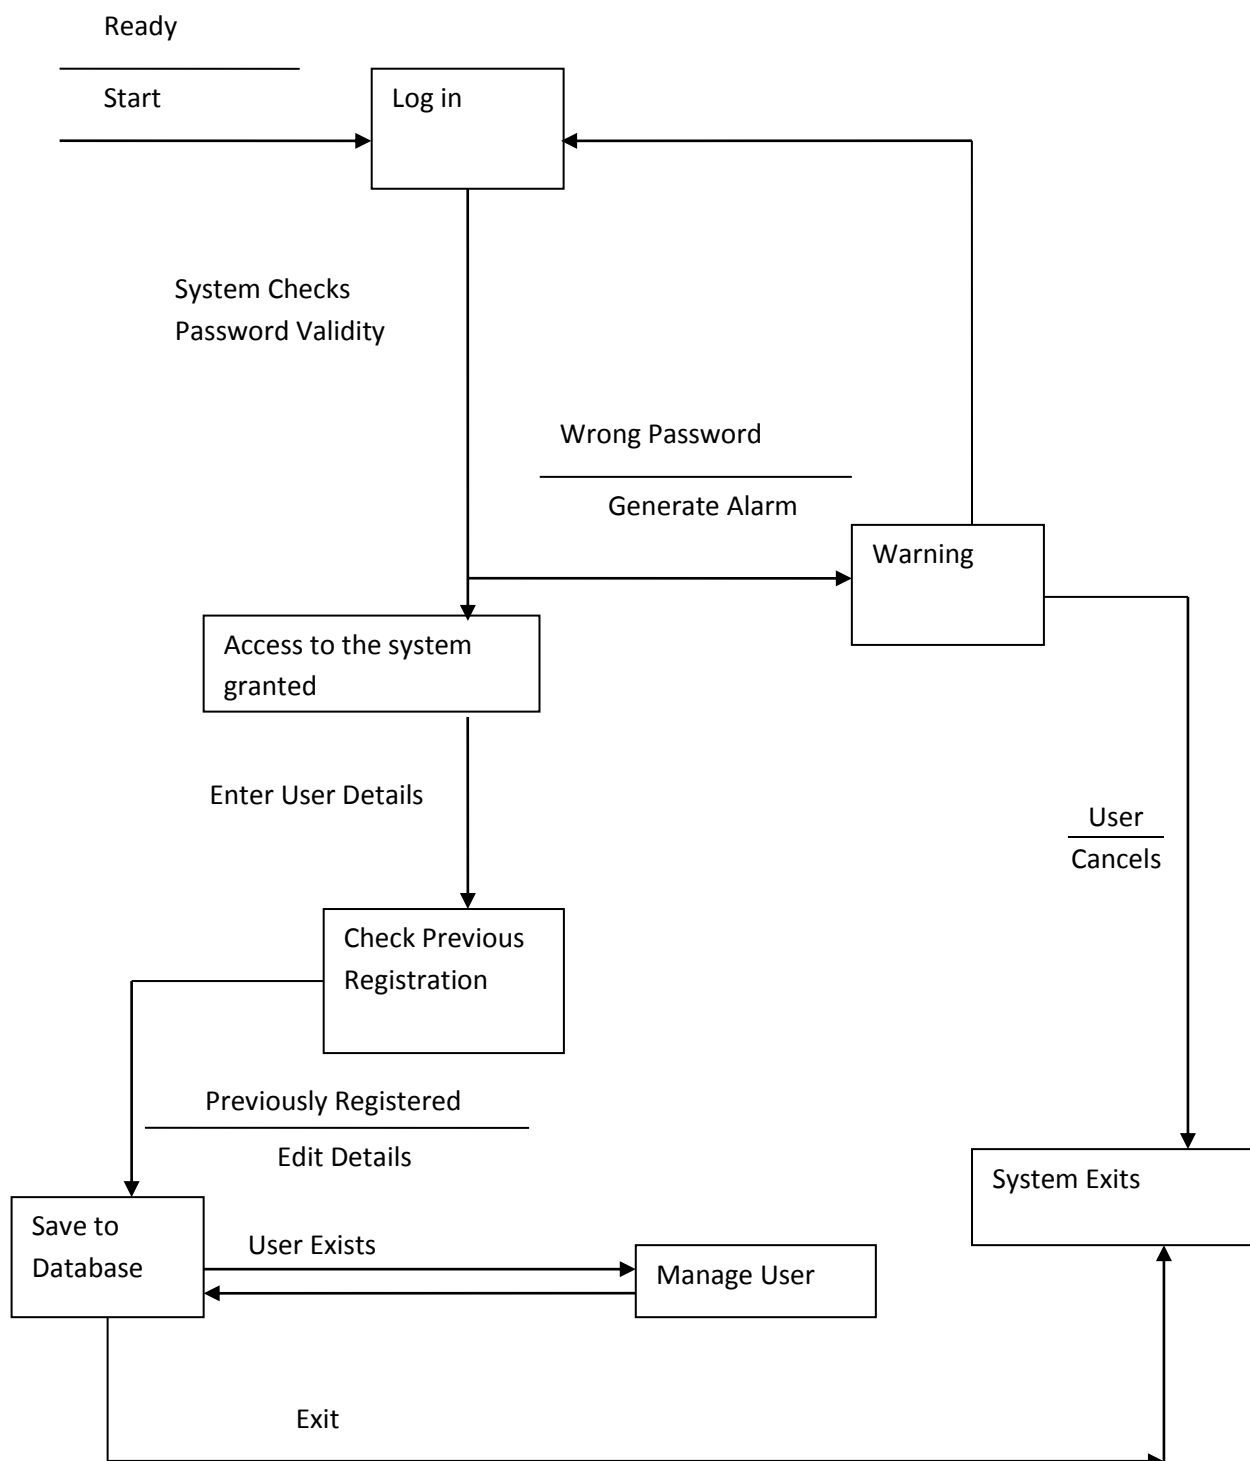 Ready
Start
Log in
System Checks
Password Validity
Wrong Password
Generate Alarm
Warning
Access to the system
granted
Enter User Details
User
Cancels
Check Previous
Registration
Previously Registered
Edit Details
System Exits
Save to
Database
User Exists
Manage User
Exit